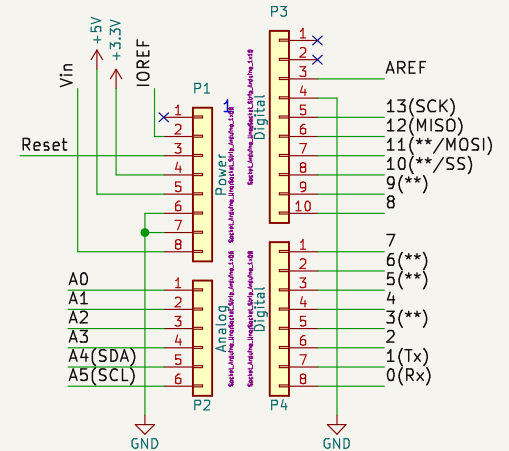 +5V
+3.3V
Vin
IOREF
P1
1
1
2
Reset
3
4
5
6
7
8
Power
P3
1
2
3
AREF
4
5
13(SCK)
6
12(MISO)
7
11(**/MOSI)
8
10(**/SS)
9
9(**)
10
8
Digital
A0
1
A1
2
A2
3
A3
4
A4(SDA)
5
A5(SCL)
6
Analog
P2
1
7
2
6(**)
3
5(**)
4
4
5
3(**)
6
2
7
1(Tx)
8
0(Rx)
Digital
P4
GND
GND